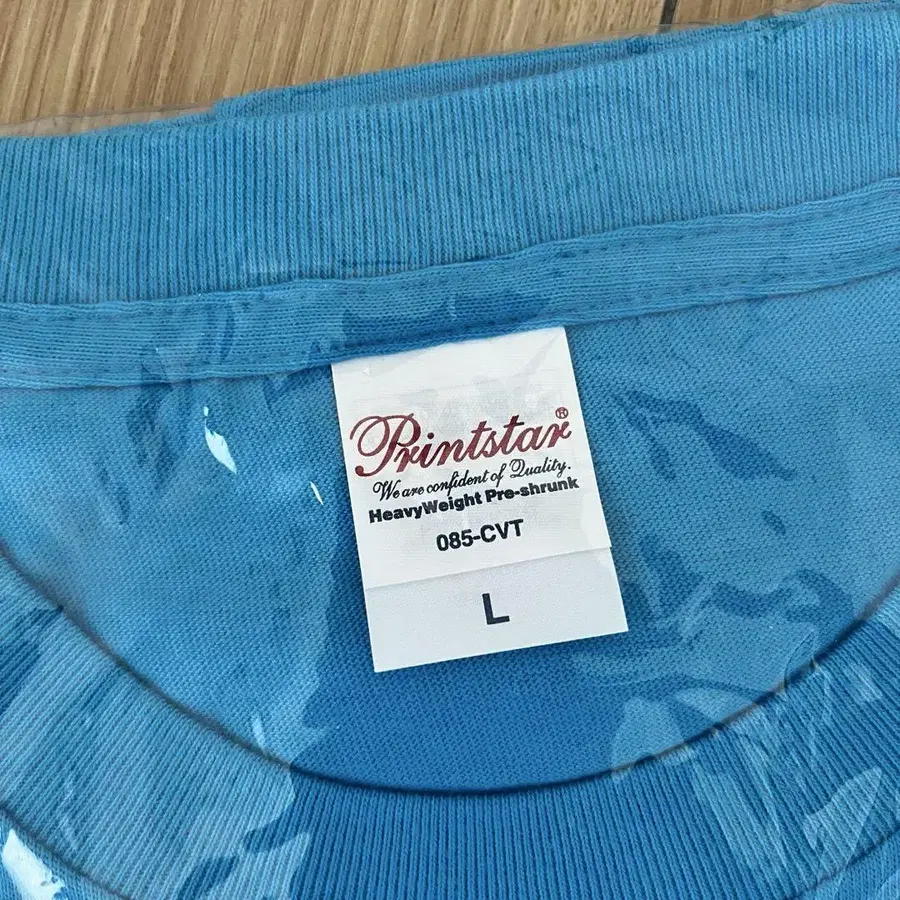 Printstar®
We are confident of Quality.
HeavyWeight Pre-shrunk
085-CVT
L